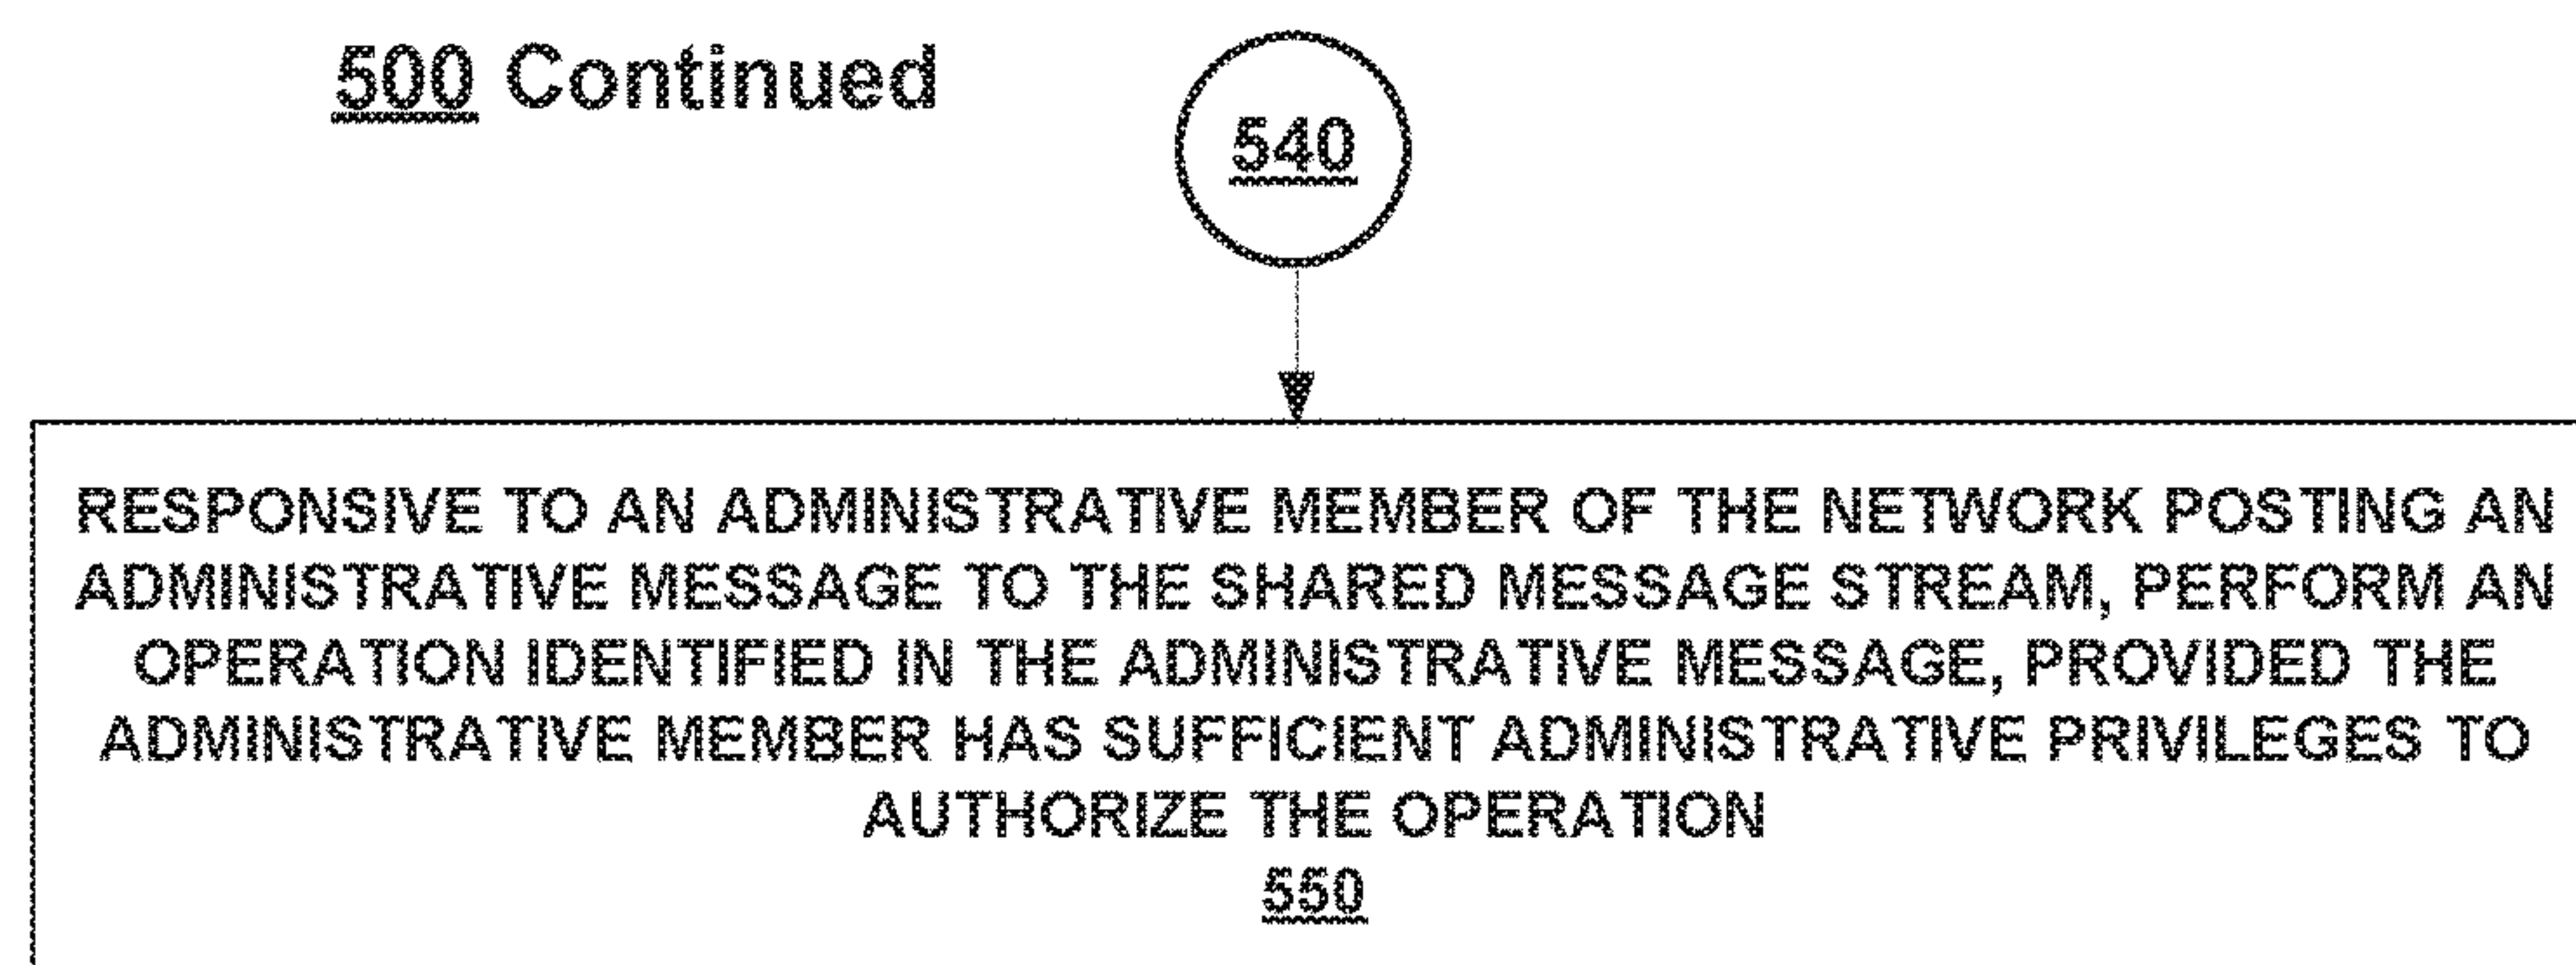 500 Continued
540
RESPONSIVE TO AN ADMINISTRATIVE MEMBER OF THE NETWORK POSTING AN
ADMINISTRATIVE MESSAGE TO THE SHARED MESSAGE STREAM, PERFORM AN
OPERATION IDENTIFIED IN THE ADMINISTRATIVE MESSAGE, PROVIDED THE
ADMINISTRATIVE MEMBER HAS SUFFICIENT ADMINISTRATIVE PRIVILEGES TO
AUTHORIZE THE OPERATION
550